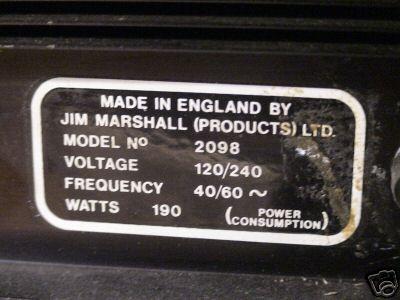 MADE IN ENGLAND BY
JIM MARSHALL (PRODUCTS) LTD.
MODEL Nº 2098
VOLTAGE 120/240
FREQUENCY 40/60 ~
WATTS 190 (POWER CONSUMPTION)